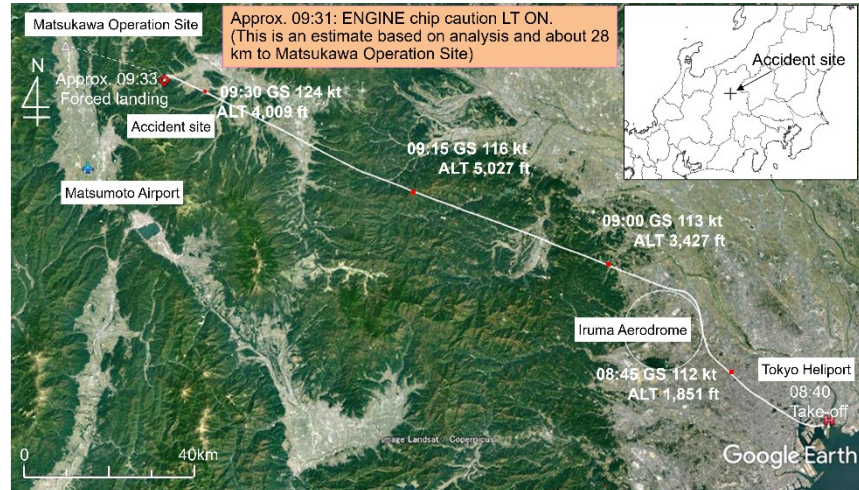 Matsukawa Operation Site
Approx. 09:31: ENGINE chip caution LT ON.
(This is an estimate based on analysis and about 28
km to Matsukawa Operation Site)
Accident site
N
Approx. 09:33
Forced landing
09:30 GS 124 kt
ALT 4,009 ft
Accident site
09:15 GS 116 kt
ALT 5,027 ft
Matsumoto Airport
09:00 GS 113 kt
ALT 3,427 ft
Iruma Aerodrome
08:45 GS 112 kt
ALT 1,851 ft
Tokyo Heliport
08:40
Take-off
H
Image Landsat / Copernicus
Google Earth
0
40km